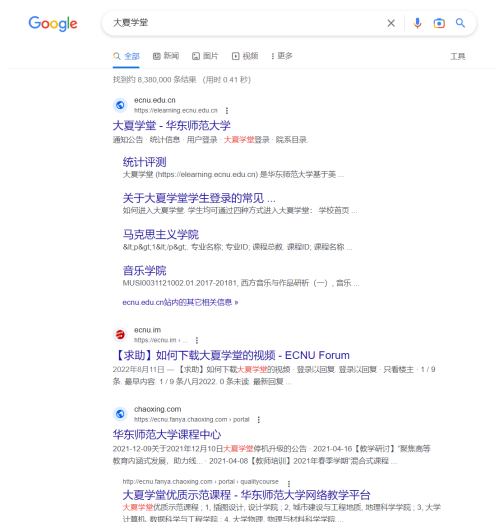 Google
大夏学堂
全部
新闻
图片
视频
更多
工具
找到约 8,380,000 条结果 （用时 0.41 秒）
ecnu.edu.cn
https://elearning.ecnu.edu.cn
大夏学堂 - 华东师范大学
通知公告 · 统计信息 · 用户登录 · 大夏学堂登录 · 院系目录.
统计评测
大夏学堂 (https://elearning.ecnu.edu.cn) 是华东师范大学基于美 ...
关于大夏学堂学生登录的常见 ...
如何进入大夏学堂. 学生均可通过四种方式进入大夏学堂： 学校首页 ...
马克思主义学院
&lt;p&gt;1&lt;/p&gt;. 专业名称; 专业ID; 课程总数. 课程ID; 课程名称 ...
音乐学院
MUSI0031121002.01.2017-20181, 西方音乐与作品研析（一）, 音乐 ...
ecnu.edu.cn站内的其它相关信息 »
ecnu.im
https://ecnu.im › ...
【求助】如何下载大夏学堂的视频 - ECNU Forum
2022年8月11日 — 【求助】如何下载大夏学堂的视频 · 登录以回复. 登录以回复 · 只看楼主 · 1 / 9
条. 最早内容. 1 / 9 条八月2022. 0 条未读. 最新回复 ...
chaoxing.com
https://ecnu.fanya.chaoxing.com › portal
华东师范大学课程中心
2021-12-09关于2021年12月10日大夏学堂停机升级的公告 · 2021-04-16【教学研讨】“聚焦高等
教育内涵式发展，助力线... · 2021-04-08【教师培训】2021年春季学期“混合式课程 ...
http://ecnu.fanya.chaoxing.com › portal › qualitycourse
大夏学堂优质示范课程 - 华东师范大学网络教学平台
大夏学堂优质示范课程 ; 1, 插图设计, 设计学院 ; 2, 城市建设与工程地质, 地理科学学院 ; 3, 大学
计算机, 数据科学与工程学院 ; 4, 大学物理, 物理与材料科学学院 ...